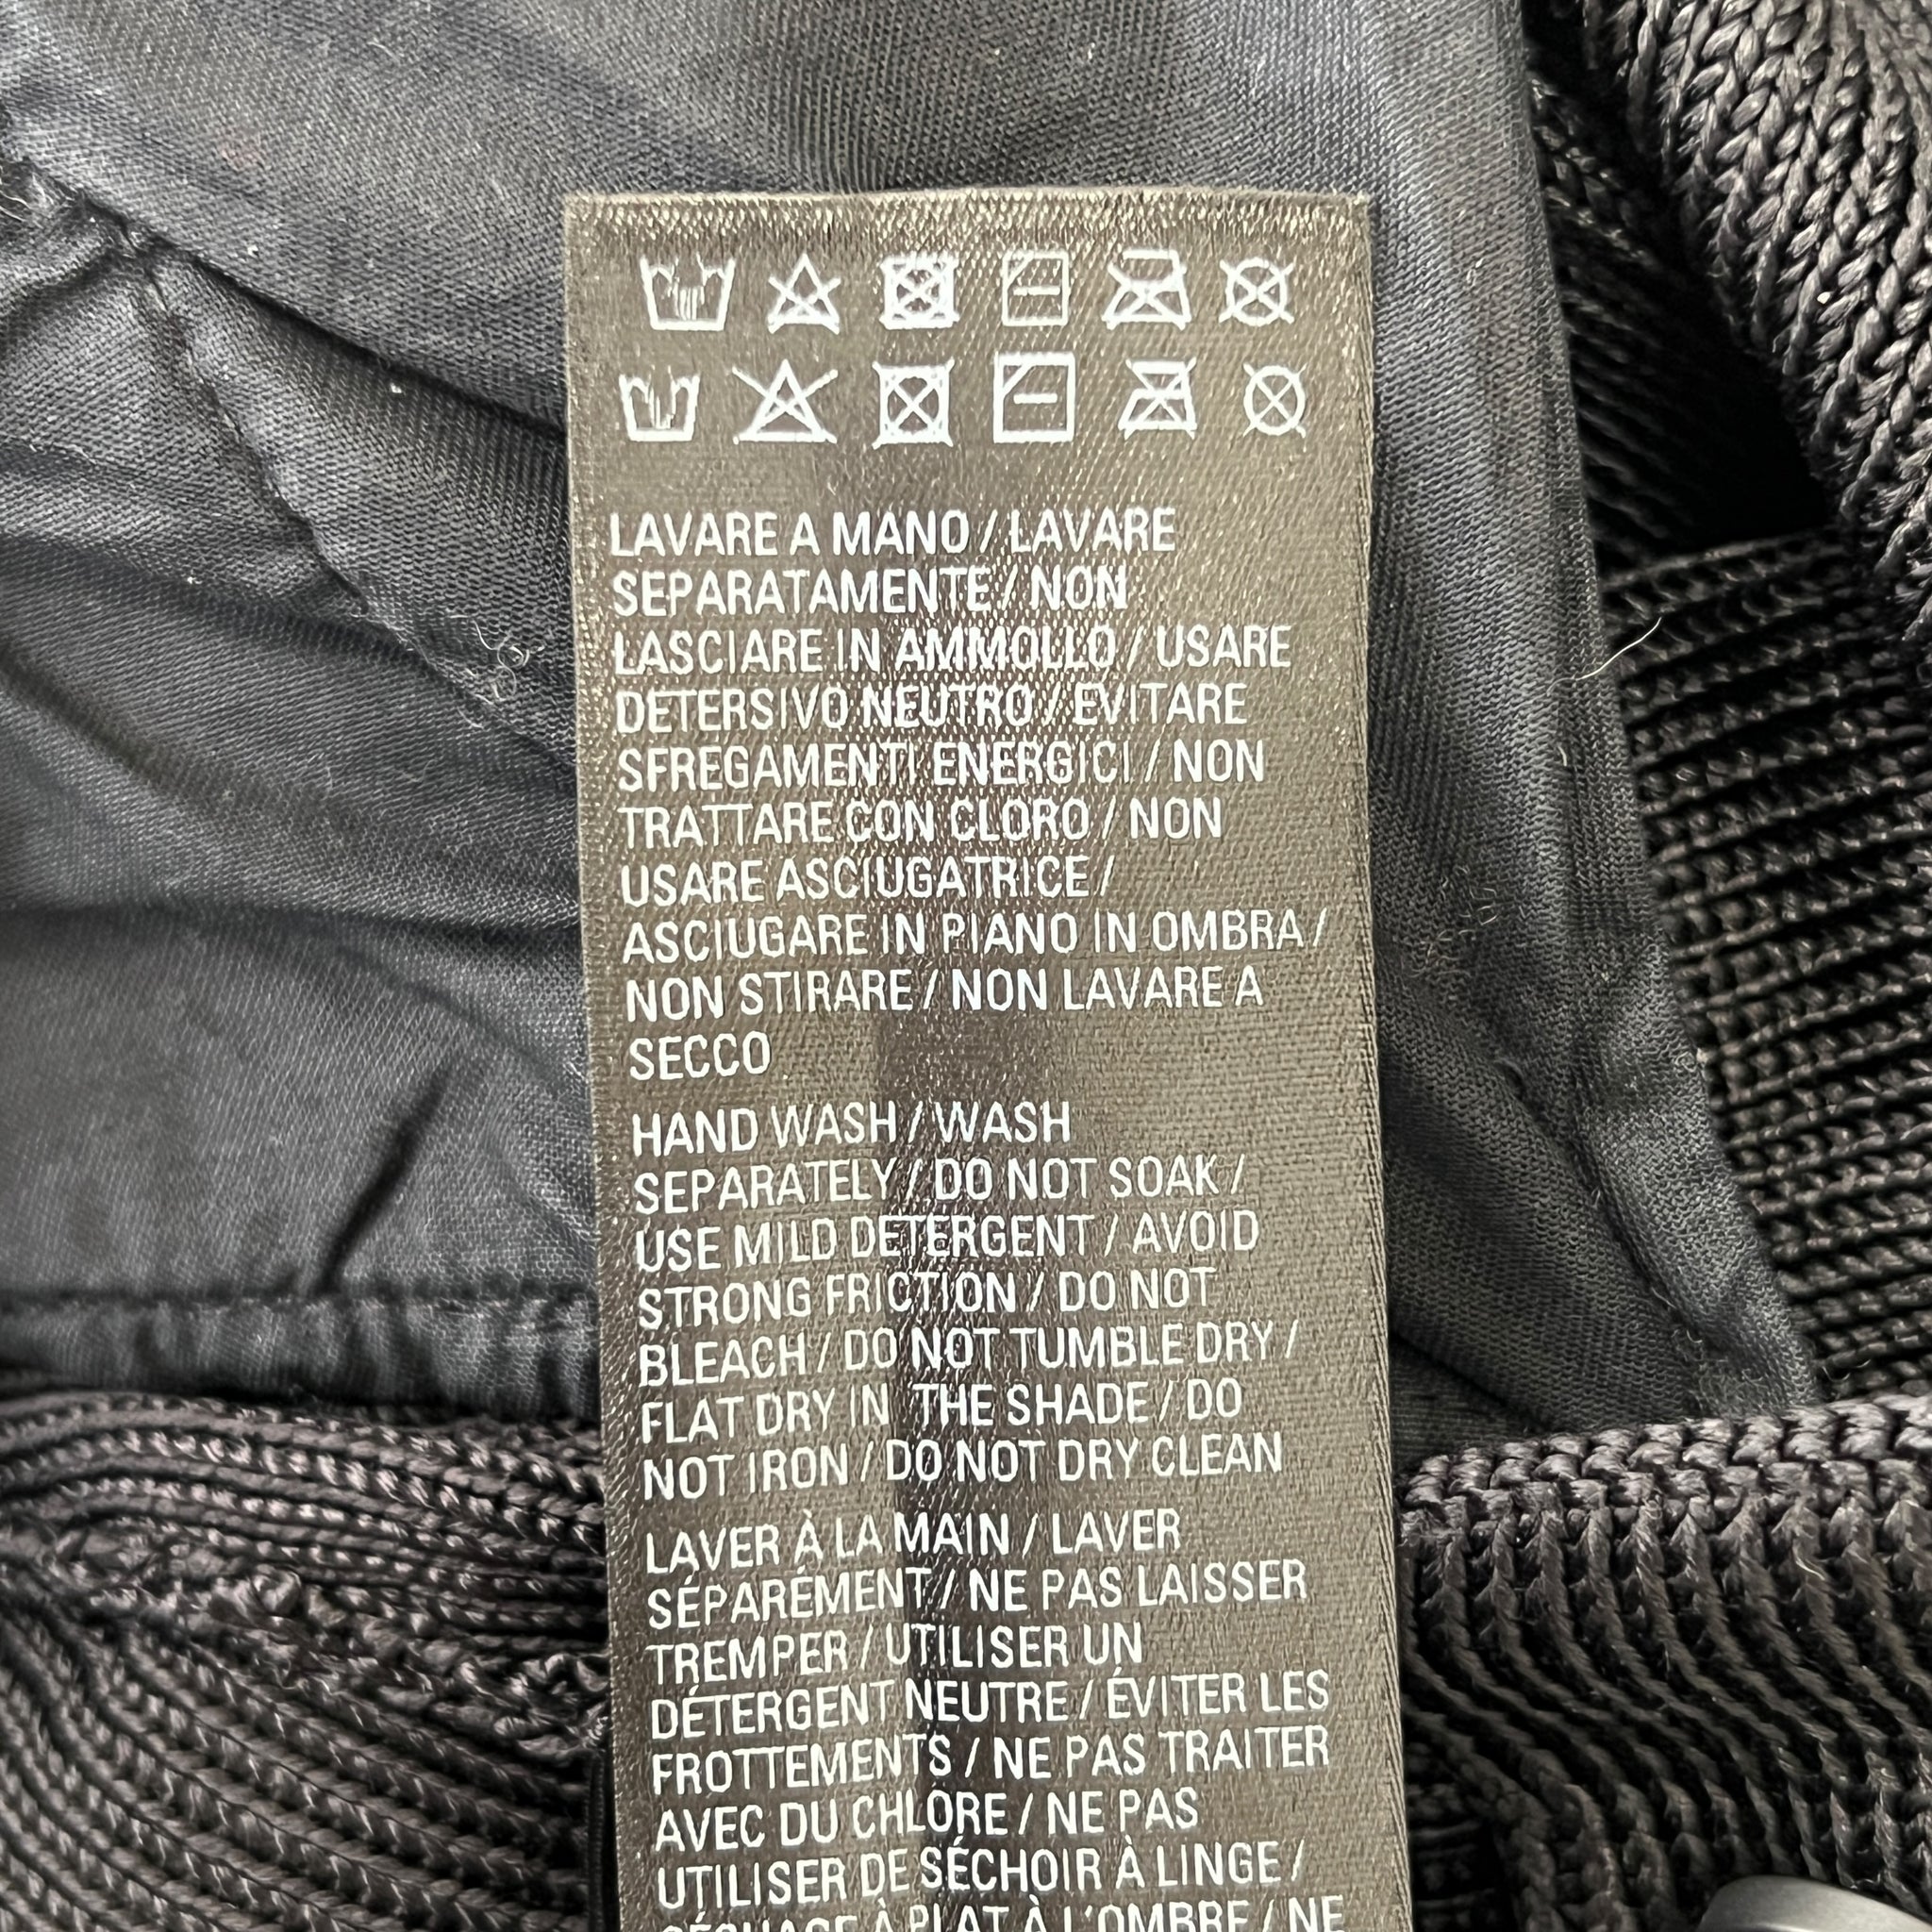 LAVARE A MANO / LAVARE
SEPARATAMENTE / NON
LASCIARE IN AMMOLLO / USARE
DETERSIVO NEUTRO / EVITARE
SFREGAMENTI ENERGICI / NON
TRATTARE CON CLORO / NON
USARE ASCIUGATRICE /
ASCIUGARE IN PIANO IN OMBRA /
NON STIRARE / NON LAVARE A
SECCO
HAND WASH / WASH
SEPARATELY / DO NOT SOAK /
USE MILD DETERGENT / AVOID
STRONG FRICTION / DO NOT
BLEACH / DO NOT TUMBLE DRY /
FLAT DRY IN THE SHADE / DO
NOT IRON / DO NOT DRY CLEAN
LAVER À LA MAIN / LAVER
SÉPARÉMENT / NE PAS LAISSER
TREMPER / UTILISER UN
DÉTERGENT NEUTRE / ÉVITER LES
FROTTEMENTS / NE PAS TRAITER
AVEC DU CHLORE / NE PAS
UTILISER DE SÉCHOIR À LINGE /
SÉCHAGE À PLAT À L'OMBRE / NE